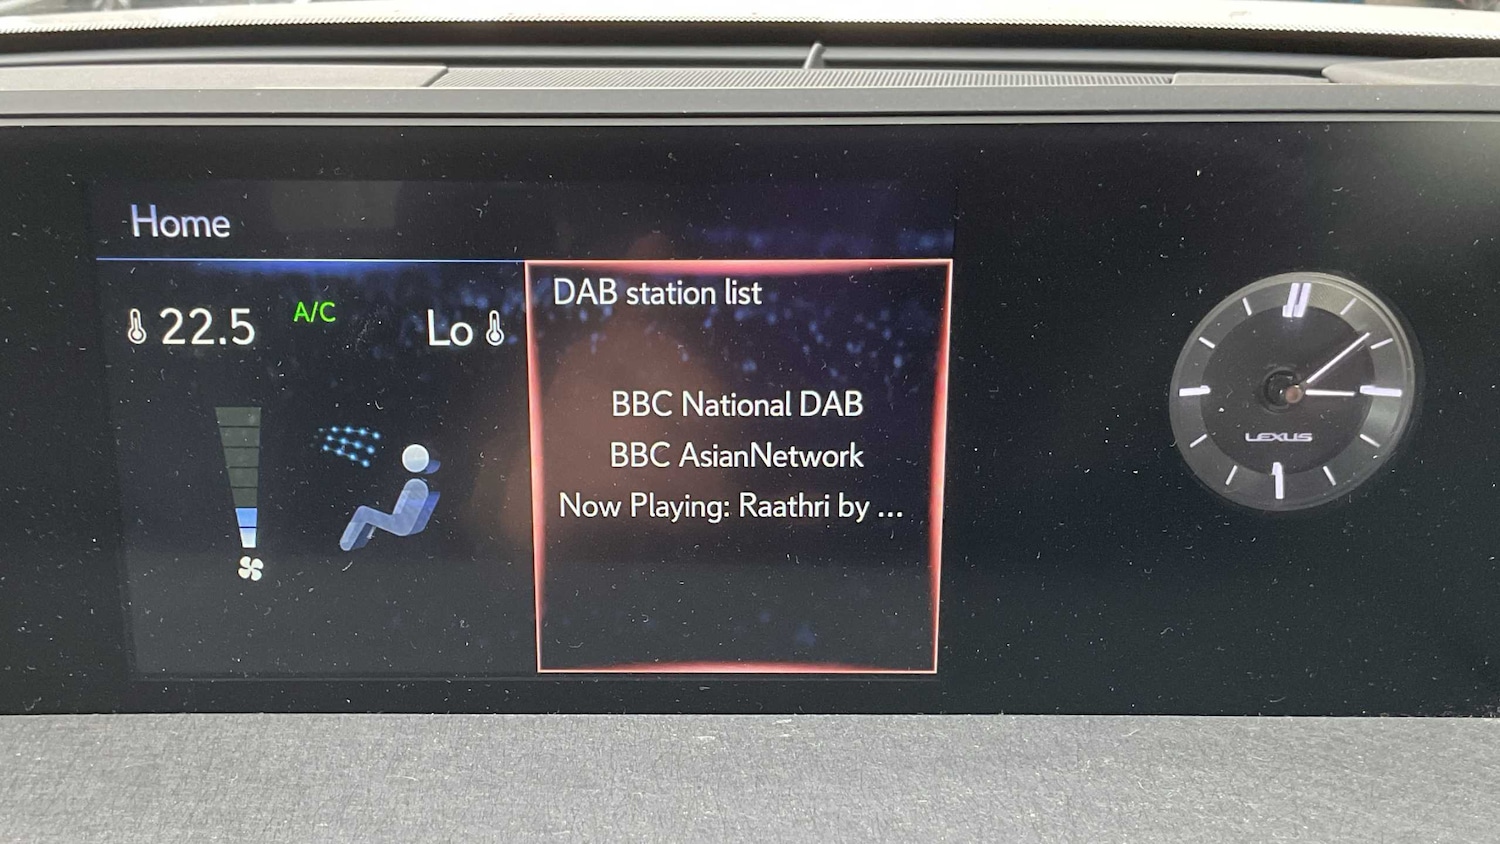 Home
22.5
A/C
Lo
DAB station list
BBC National DAB
BBC AsianNetwork
Now Playing: Raathri by ...
LEXUS